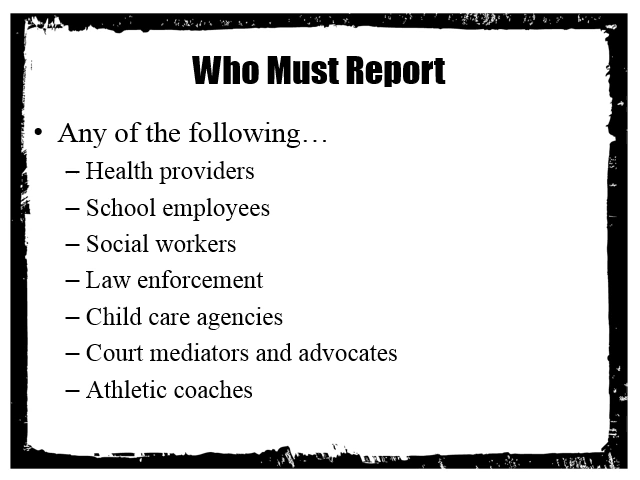 Who Must Report
• Any of the following…
– Health providers
– School employees
– Social workers
– Law enforcement
– Child care agencies
– Court mediators and advocates
– Athletic coaches